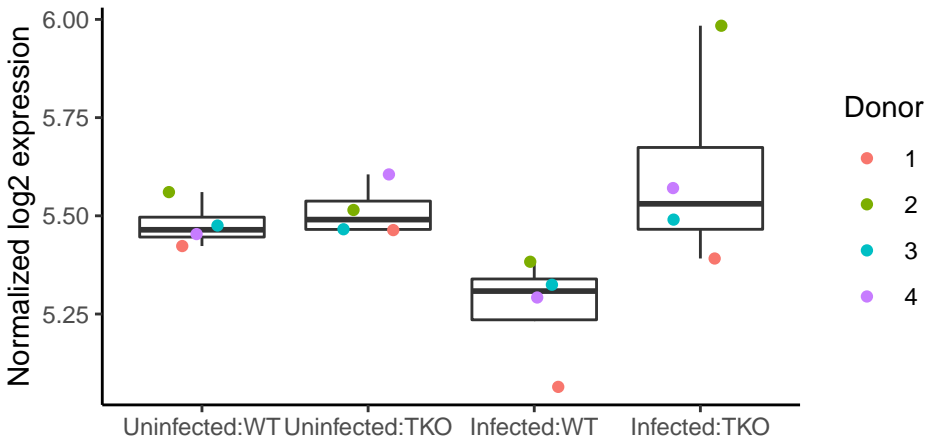 Normalized log2 expression
6.00
5.75
5.50
5.25
Uninfected:WT Uninfected:TKO Infected:WT Infected:TKO
Donor
1
2
3
4